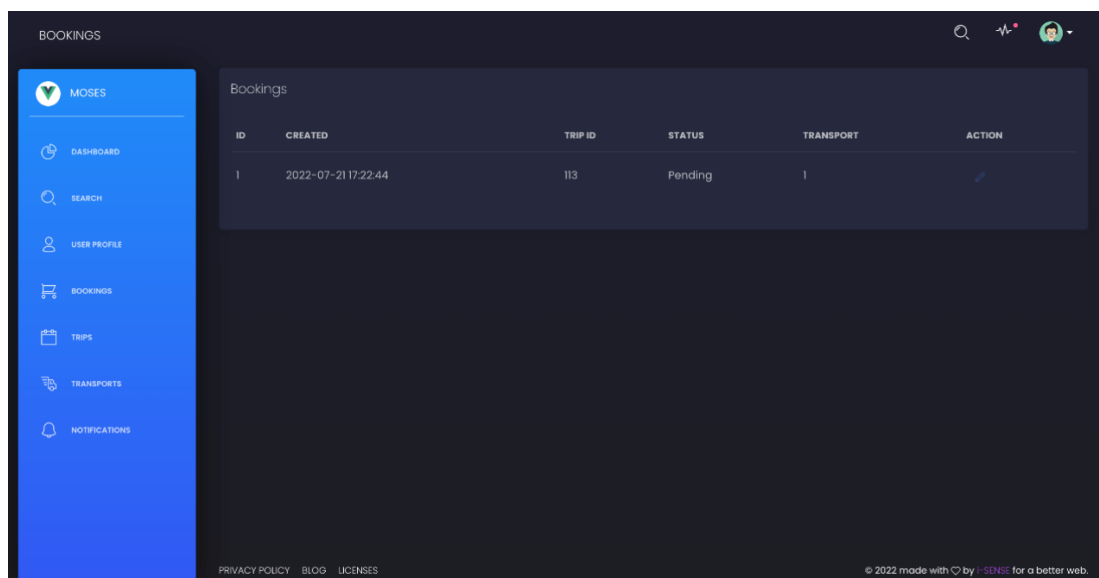 BOOKINGS
MOSES
DASHBOARD
SEARCH
USER PROFILE
BOOKINGS
TRIPS
TRANSPORTS
NOTIFICATIONS
Bookings
ID CREATED TRIP ID STATUS TRANSPORT ACTION
1 2022-07-21 17:22:44 113 Pending 1
PRIVACY POLICY BLOG LICENSES
© 2022 made with ♡ by i-SENSE for a better web.